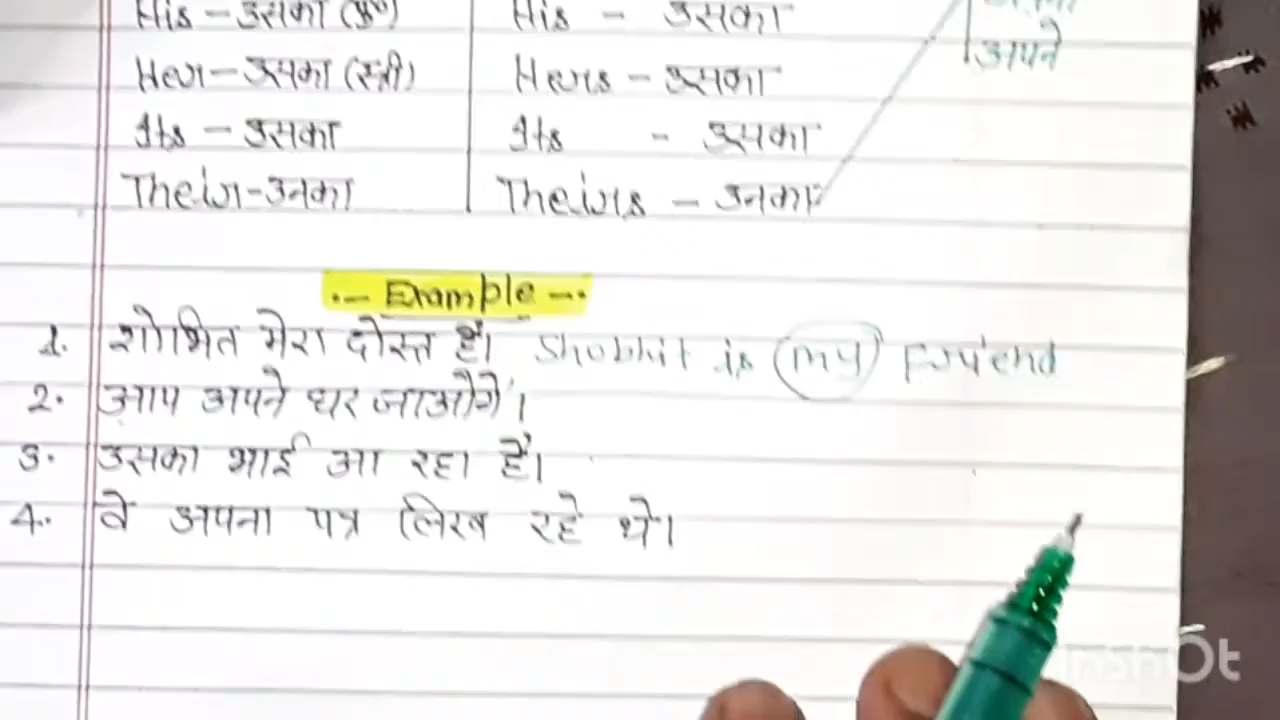 His - उसका (पु०) His - उसका
अपने
Her - उसका (स्त्री) Hers - उसका
Its - उसका Its - उसका
Their - उनका Theirs - उनका
.- Example -.
1. शोभित मेरा दोस्त हैं। Shobhit is my Friend
2. आप अपने घर जाओगे।
3. उसका भाई आ रहा हैं।
4. वे अपना पत्र लिख रहे थे।
InshOt